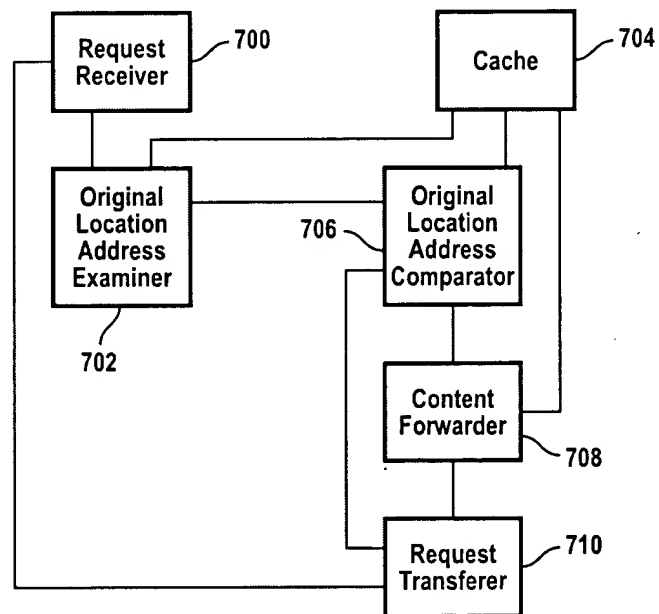 Request
Receiver
700
Cache
704
Original
Location
Address
Examiner
702
Original
Location
Address
Comparator
706
Content
Forwarder
708
Request
Transferer
710